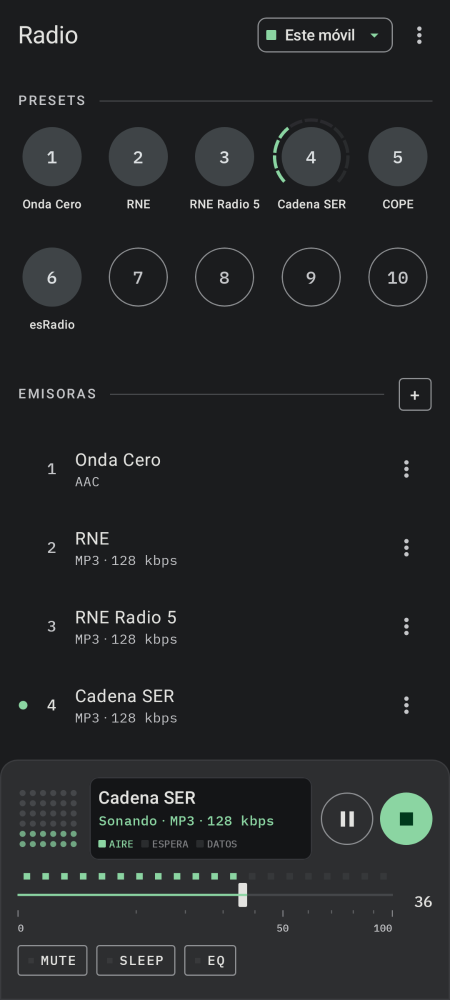 Radio
Este móvil
PRESETS
1 2 3 4 5
Onda Cero RNE RNE Radio 5 Cadena SER COPE
6 7 8 9 10
esRadio
EMISORAS +
1 Onda Cero
AAC
2 RNE
MP3 · 128 kbps
3 RNE Radio 5
MP3 · 128 kbps
4 Cadena SER
MP3 · 128 kbps
Cadena SER
Sonando · MP3 · 128 kbps
AIRE ESPERA DATOS
36
0 50 100
MUTE SLEEP EQ